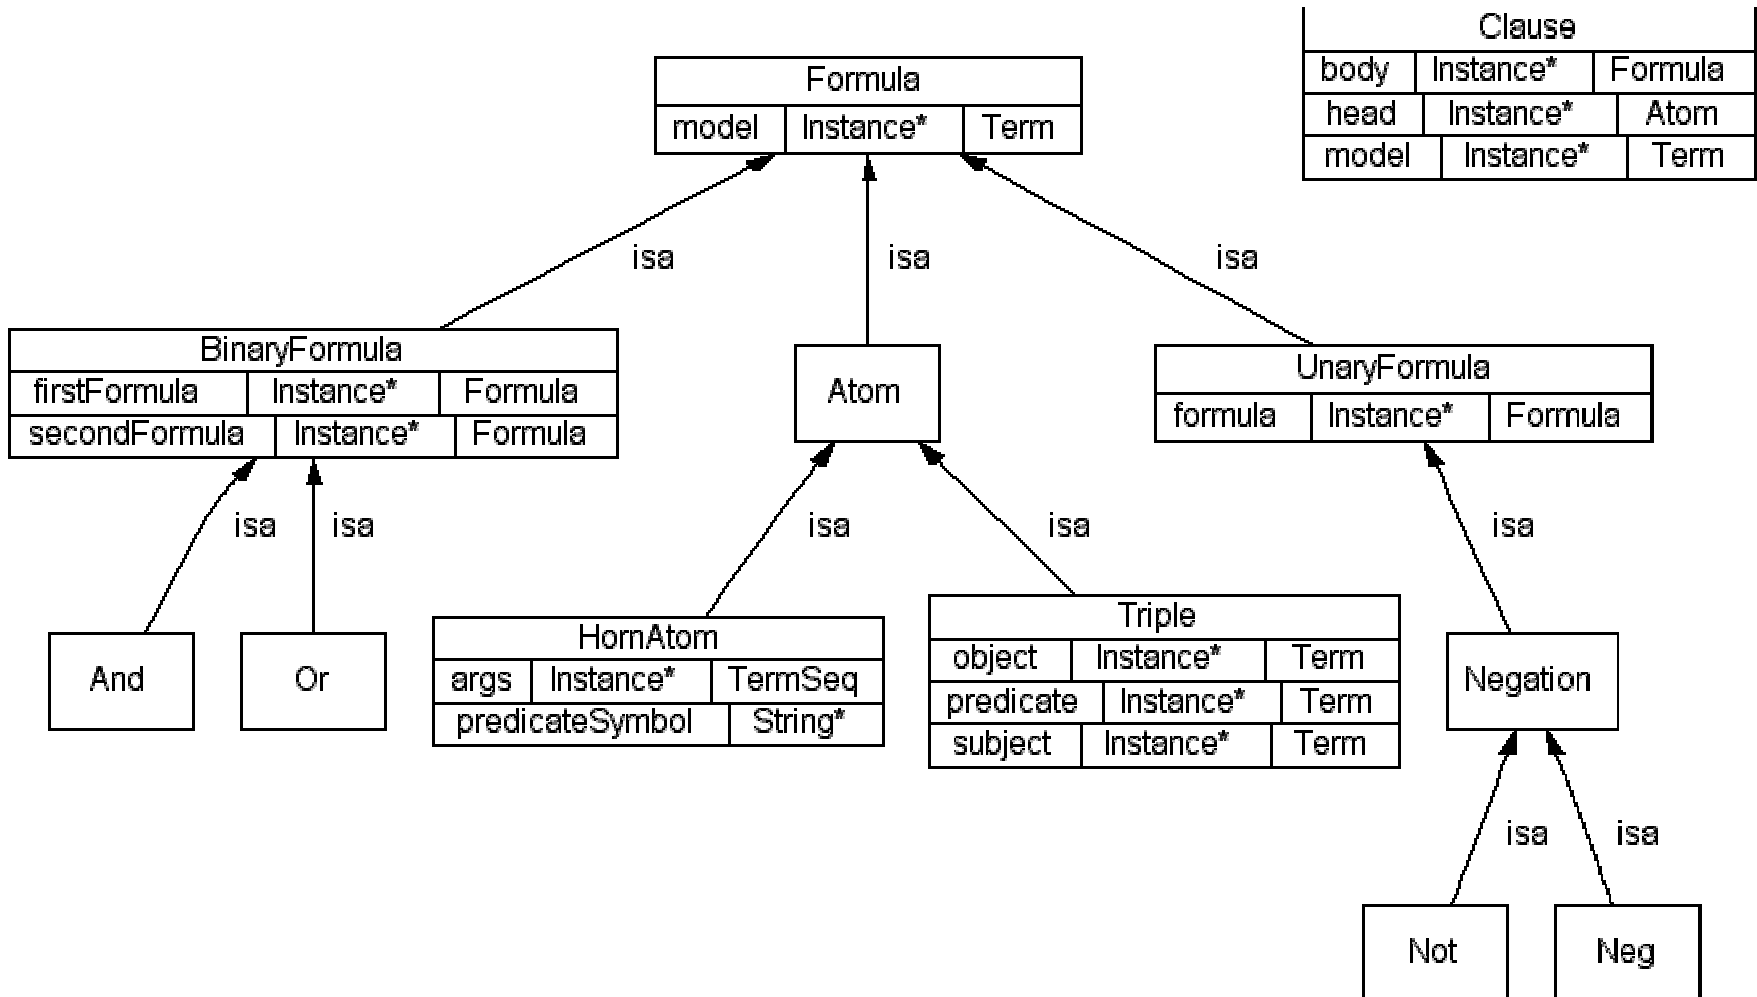 Clause
body Instance* Formula
head Instance* Atom
model Instance* Term
Formula
model Instance* Term
isa isa isa
BinaryFormula
firstFormula Instance* Formula
secondFormula Instance* Formula
Atom
UnaryFormula
formula Instance* Formula
isa isa isa isa isa
And
Or
HornAtom
args Instance* TermSeq
predicateSymbol String*
Triple
object Instance* Term
predicate Instance* Term
subject Instance* Term
Negation
isa isa
Not
Neg